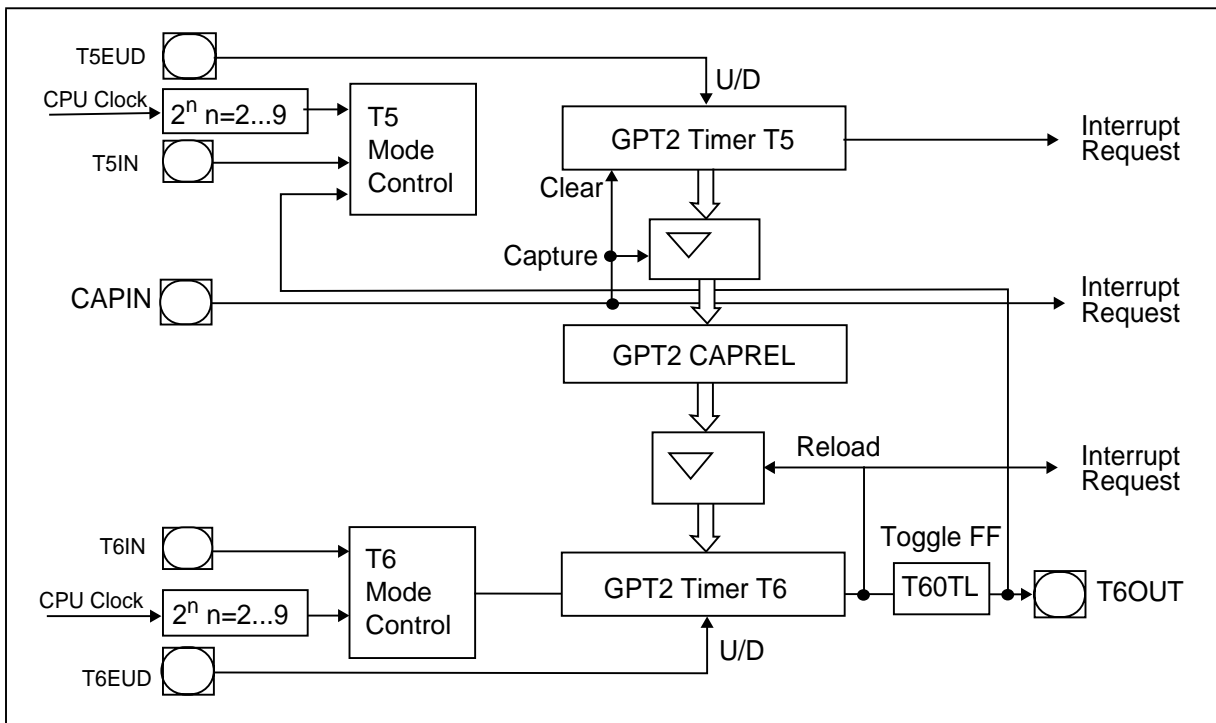 T5EUD
U/D
CPU Clock
2ⁿ n=2...9
T5
Mode
Control
GPT2 Timer T5
Interrupt
Request
T5IN
Clear
Capture
CAPIN
Interrupt
Request
GPT2 CAPREL
Reload
Interrupt
Request
T6IN
T6
Mode
Control
Toggle FF
GPT2 Timer T6
T60TL
T6OUT
CPU Clock
2ⁿ n=2...9
U/D
T6EUD